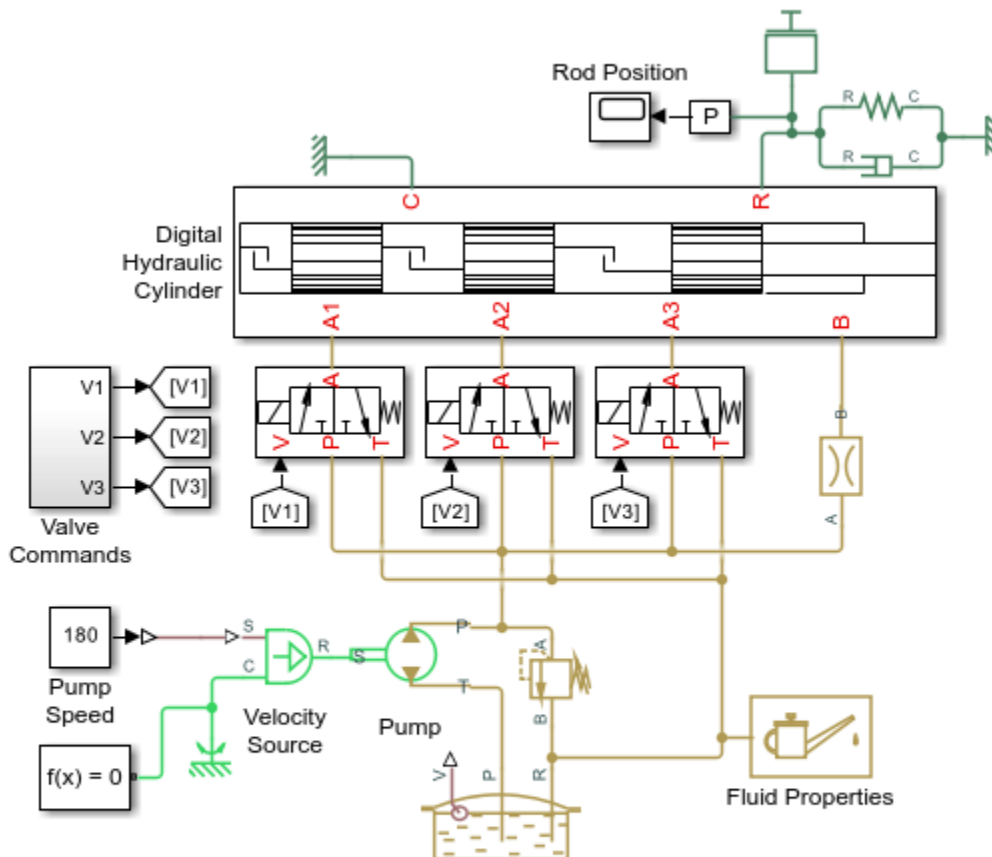 Rod Position
P
R
C
R
C
C
R
Digital
Hydraulic
Cylinder
A1
A2
A3
B
V1
[V1]
V2
[V2]
V3
[V3]
Valve
Commands
A
V
P
T
[V1]
A
V
P
T
[V2]
A
V
P
T
[V3]
B
A
180
Pump
Speed
S
C
R
Velocity
Source
S
P
T
Pump
A
B
f(x) = 0
V
P
R
Fluid Properties